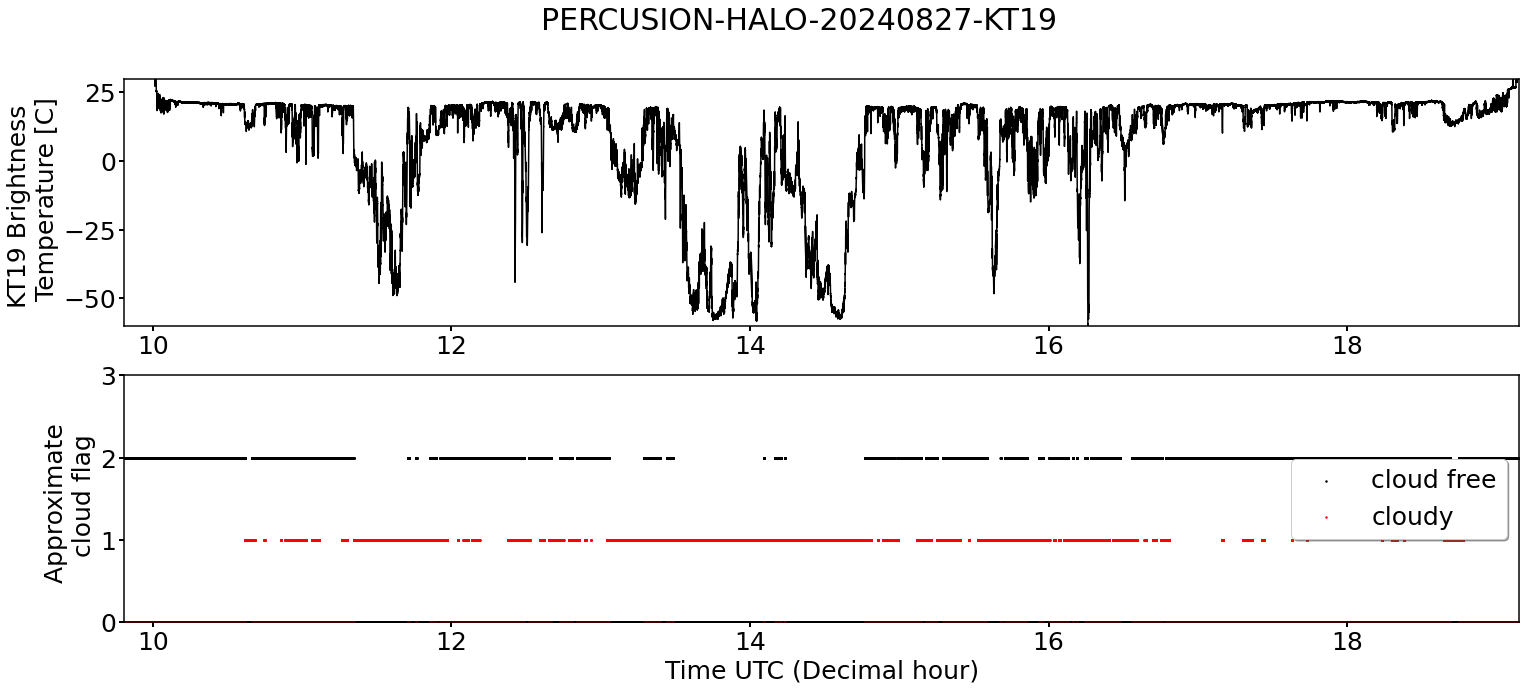 PERCUSION-HALO-20240827-KT19
KT19 Brightness
Temperature [C]
25
0
−25
−50
10 12 14 16 18
Approximate
cloud flag
3
2
1
0
cloud free
cloudy
10 12 14 16 18
Time UTC (Decimal hour)